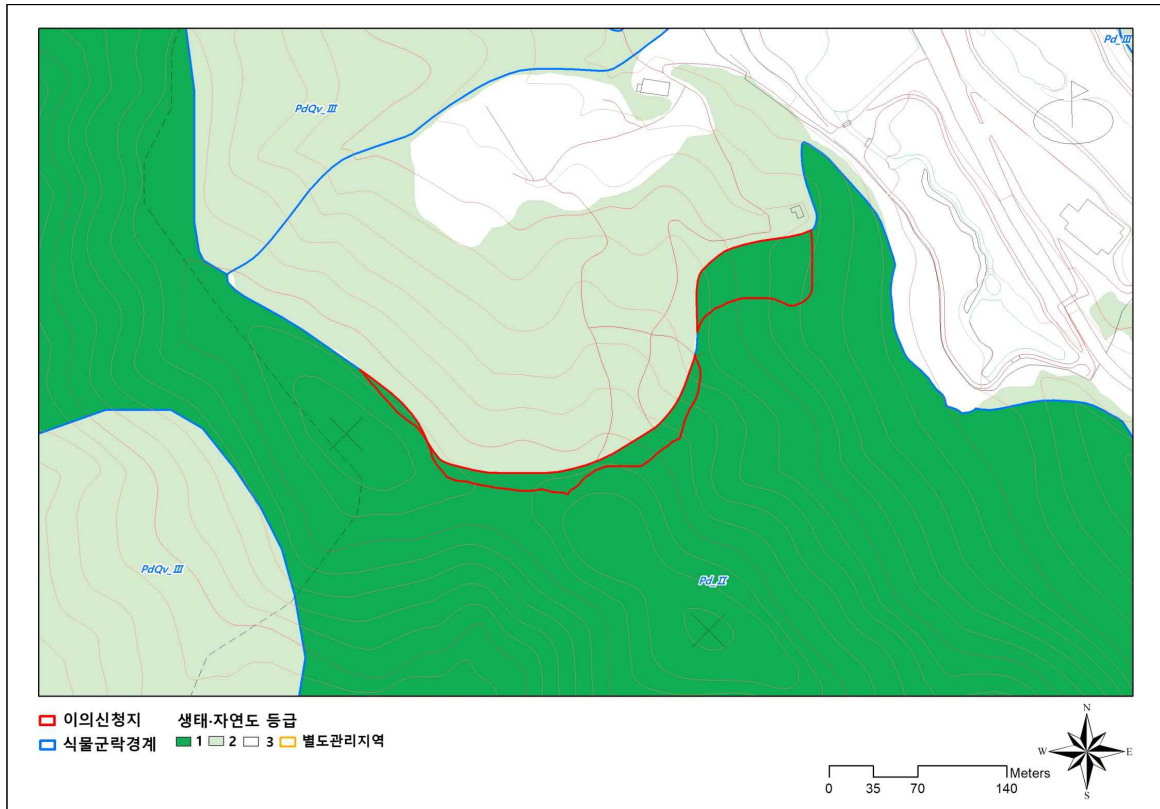 Pd_Ⅲ
PdQv_Ⅲ
PdQv_Ⅲ
Pd_Ⅱ
이의신청지
식물군락경계
생태·자연도 등급
1 2 3 별도관리지역
Meters
0 35 70 140
N
W E
S